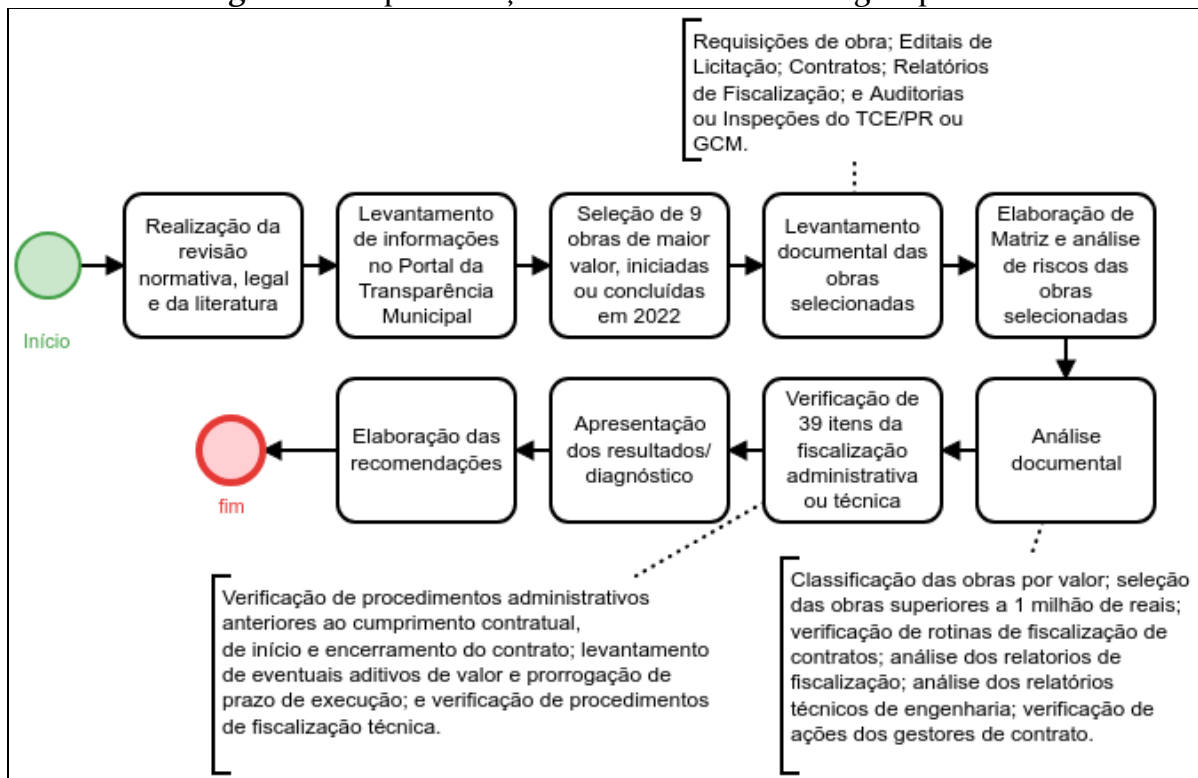 Requisições de obra; Editais de
Licitação; Contratos; Relatórios
de Fiscalização; e Auditorias
ou Inspeções do TCE/PR ou
GCM.
Início
Realização da
revisão
normativa, legal
e da literatura
Levantamento
de informações
no Portal da
Transparência
Municipal
Seleção de 9
obras de maior
valor, iniciadas
ou concluídas
em 2022
Levantamento
documental das
obras
selecionadas
Elaboração de
Matriz e análise
de riscos das
obras
selecionadas
Análise
documental
Verificação de
39 itens da
fiscalização
administrativa
ou técnica
Apresentação
dos resultados/
diagnóstico
Elaboração das
recomendações
fim
Verificação de procedimentos administrativos
anteriores ao cumprimento contratual,
de início e encerramento do contrato; levantamento
de eventuais aditivos de valor e prorrogação de
prazo de execução; e verificação de procedimentos
de fiscalização técnica.
Classificação das obras por valor; seleção
das obras superiores a 1 milhão de reais;
verificação de rotinas de fiscalização de
contratos; análise dos relatorios de
fiscalização; análise dos relatórios
técnicos de engenharia; verificação de
ações dos gestores de contrato.